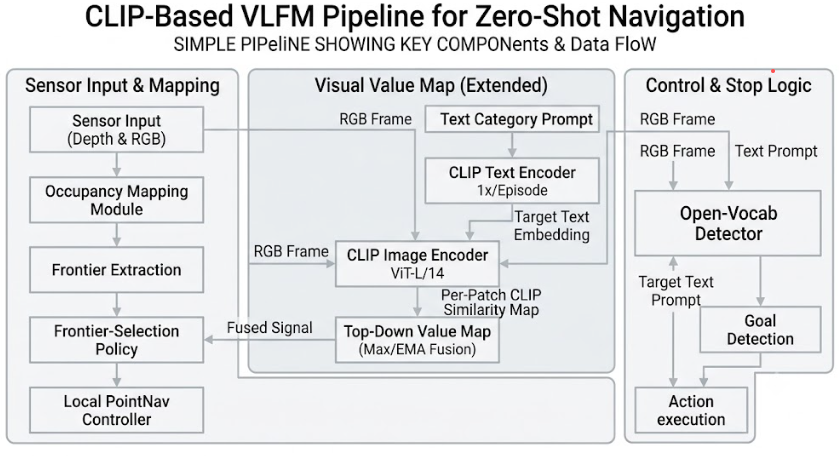 CLIP-Based VLFM Pipeline for Zero-Shot Navigation
SIMPLE PIPeliNE SHOWING KEY COMPONents & Data FloW
Sensor Input & Mapping
Sensor Input
(Depth & RGB)
Occupancy Mapping
Module
Frontier Extraction
Frontier-Selection
Policy
Local PointNav
Controller
Visual Value Map (Extended)
RGB Frame
Text Category Prompt
CLIP Text Encoder
1x/Episode
Target Text
Embedding
RGB Frame
CLIP Image Encoder
ViT-L/14
Per-Patch CLIP
Similarity Map
Fused Signal
Top-Down Value Map
(Max/EMA Fusion)
Control & Stop Logic
RGB Frame
RGB Frame
Text Prompt
Open-Vocab
Detector
Target Text
Prompt
Goal
Detection
Action
execution